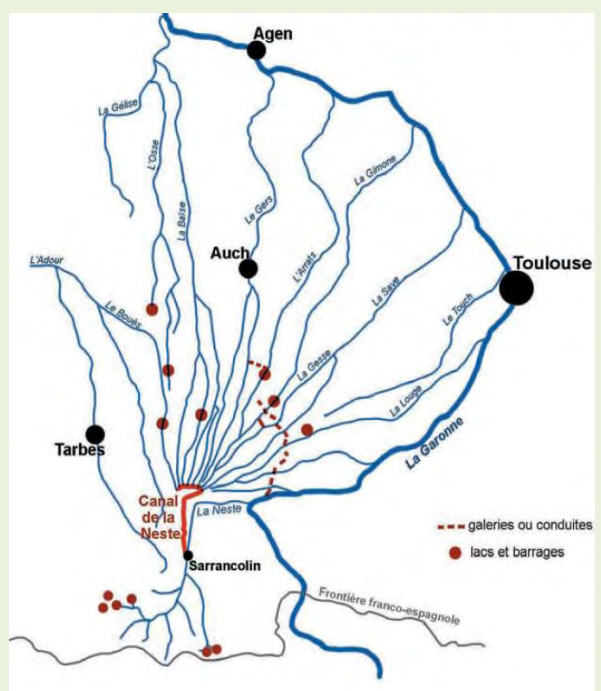 Agen
La Gélise
L'Osse
La Baïse
Le Gers
La Gimone
L'Arrats
Auch
L'Adour
Le Bouès
La Save
Toulouse
Le Touch
La Gesse
La Louge
Tarbes
La Garonne
Canal
de la
Neste
La Neste
Sarrancolin
galeries ou conduites
lacs et barrages
Frontière franco-espagnole